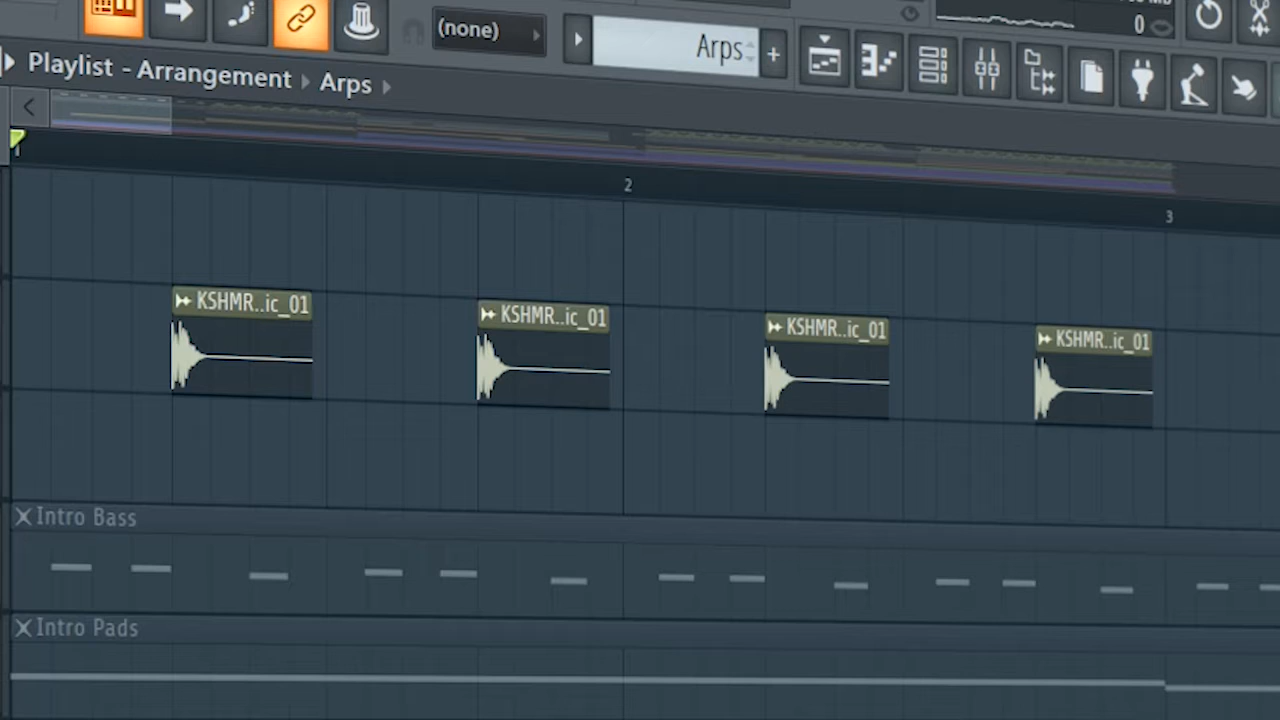 (none)
Arps
0
Playlist - Arrangement Arps
2
3
KSHMR..ic_01
KSHMR..ic_01
KSHMR..ic_01
KSHMR..ic_01
Intro Bass
Intro Pads